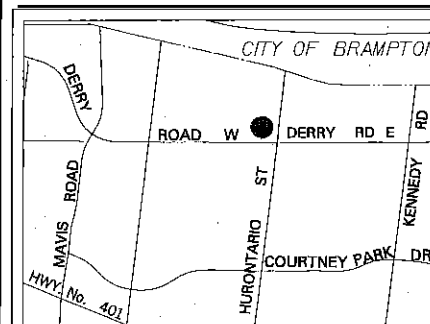 CITY OF BRAMPTON
DERRY
ROAD W
DERRY RD E
MAVIS ROAD
HURONTARIO ST
KENNEDY RD
COURTNEY PARK DR
HWY. No. 401